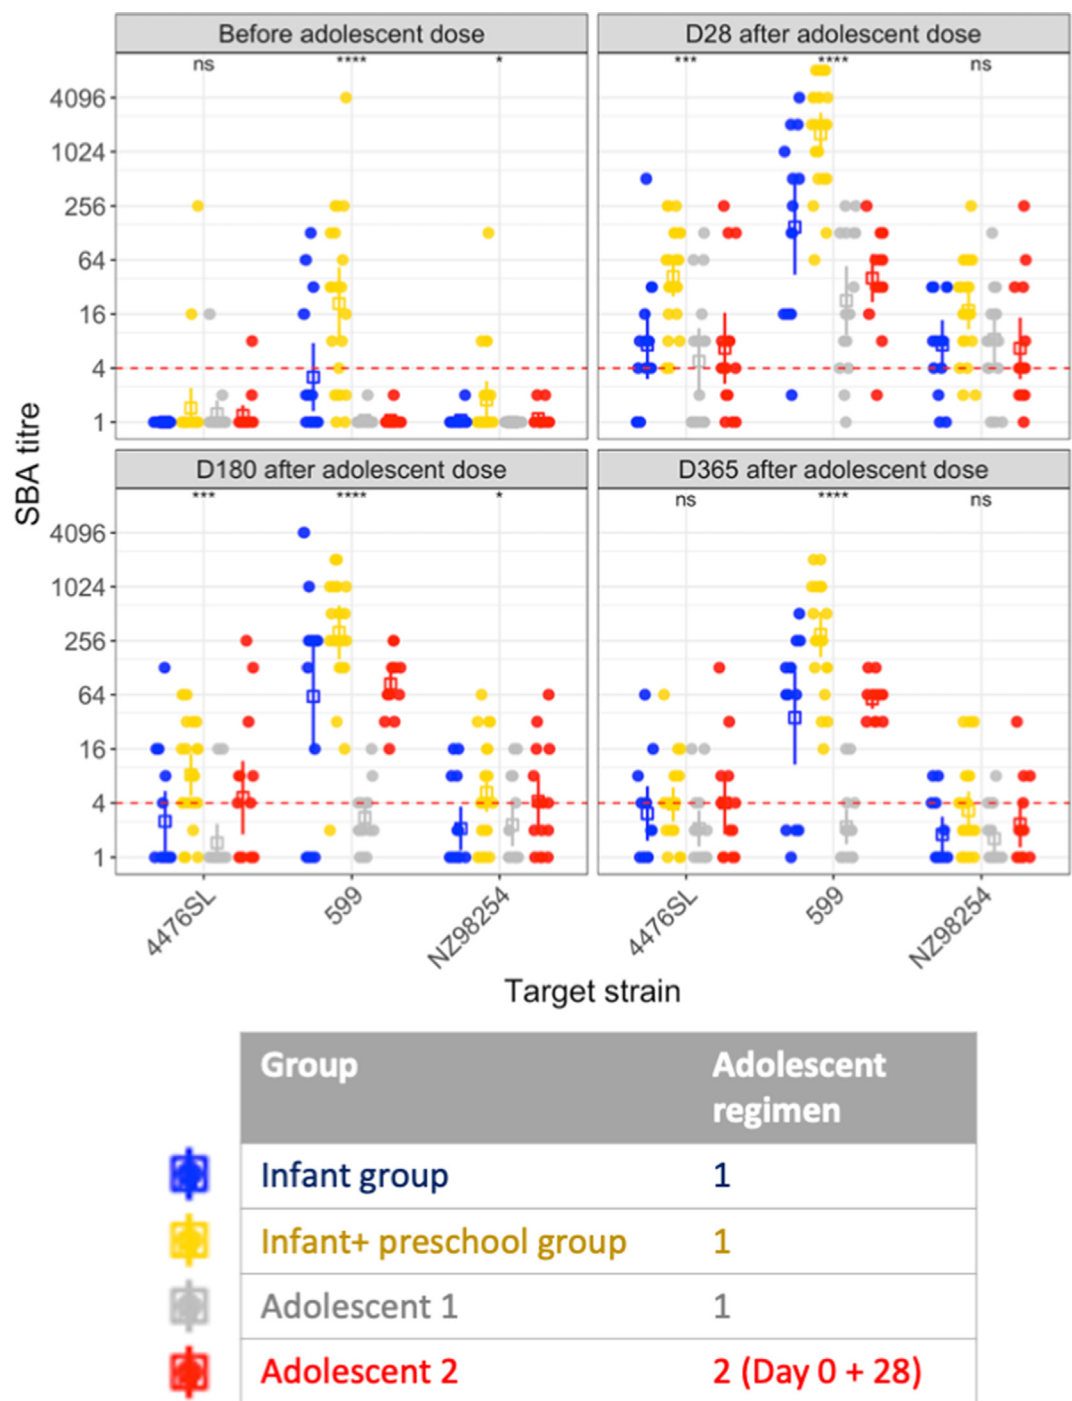 Before adolescent dose
D28 after adolescent dose
ns **** *
*** **** ns
4096
1024
256
64
16
4
1
SBA titre
D180 after adolescent dose
D365 after adolescent dose
*** **** *
ns **** ns
4096
1024
256
64
16
4
1
4476SL 599 NZ98254
4476SL 599 NZ98254
Target strain
Group Adolescent
regimen
Infant group 1
Infant+ preschool group 1
Adolescent 1 1
Adolescent 2 2 (Day 0 + 28)